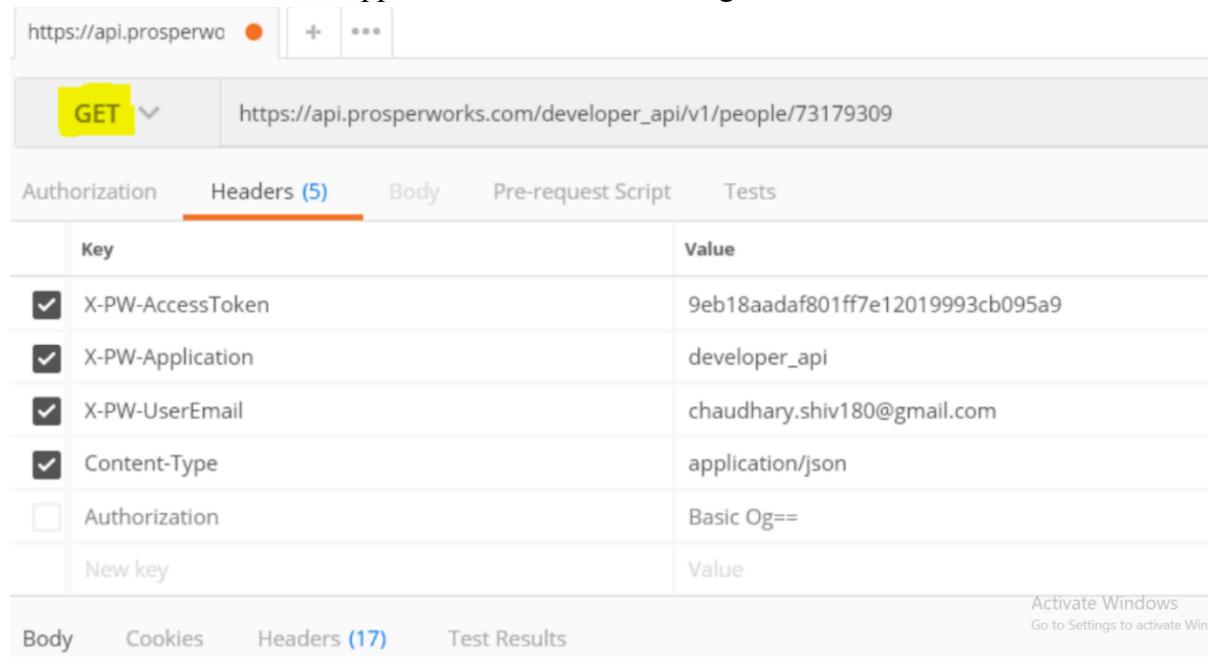 https://api.prosperwo + •••
GET https://api.prosperworks.com/developer_api/v1/people/73179309
Authorization Headers (5) Body Pre-request Script Tests
Key Value
X-PW-AccessToken 9eb18aadaf801ff7e12019993cb095a9
X-PW-Application developer_api
X-PW-UserEmail chaudhary.shiv180@gmail.com
Content-Type application/json
Authorization Basic Og==
New key Value
Activate Windows
Go to Settings to activate Win
Body Cookies Headers (17) Test Results